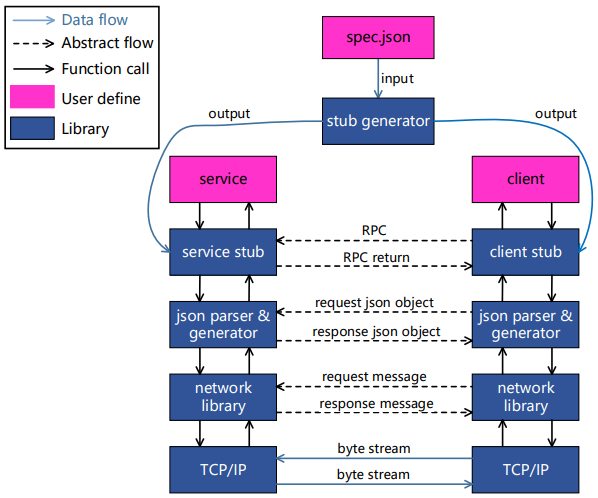 Data flow
Abstract flow
Function call
User define
Library
spec.json
input
output
stub generator
output
service
client
service stub
RPC
RPC return
client stub
json parser &
generator
request json object
response json object
json parser &
generator
network
library
request message
response message
network
library
TCP/IP
byte stream
byte stream
TCP/IP